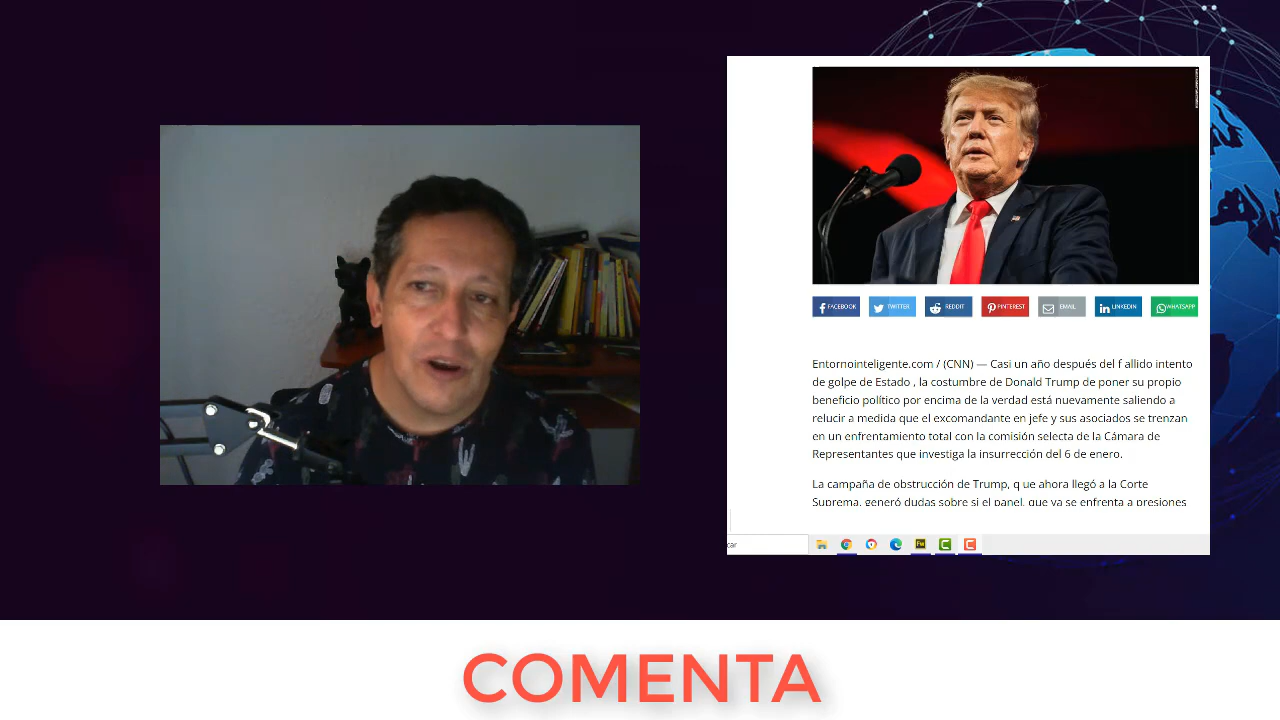 FACEBOOK TWITTER REDDIT PINTEREST EMAIL LINKEDIN WHATSAPP
Entornointeligente.com / (CNN) — Casi un año después del f allido intento
de golpe de Estado , la costumbre de Donald Trump de poner su propio
beneficio político por encima de la verdad está nuevamente saliendo a
relucir a medida que el excomandante en jefe y sus asociados se trenzan
en un enfrentamiento total con la comisión selecta de la Cámara de
Representantes que investiga la insurrección del 6 de enero.
La campaña de obstrucción de Trump, q ue ahora llegó a la Corte
Suprema, generó dudas sobre si el panel, que ya se enfrenta a presiones
car
Fw
COMENTA